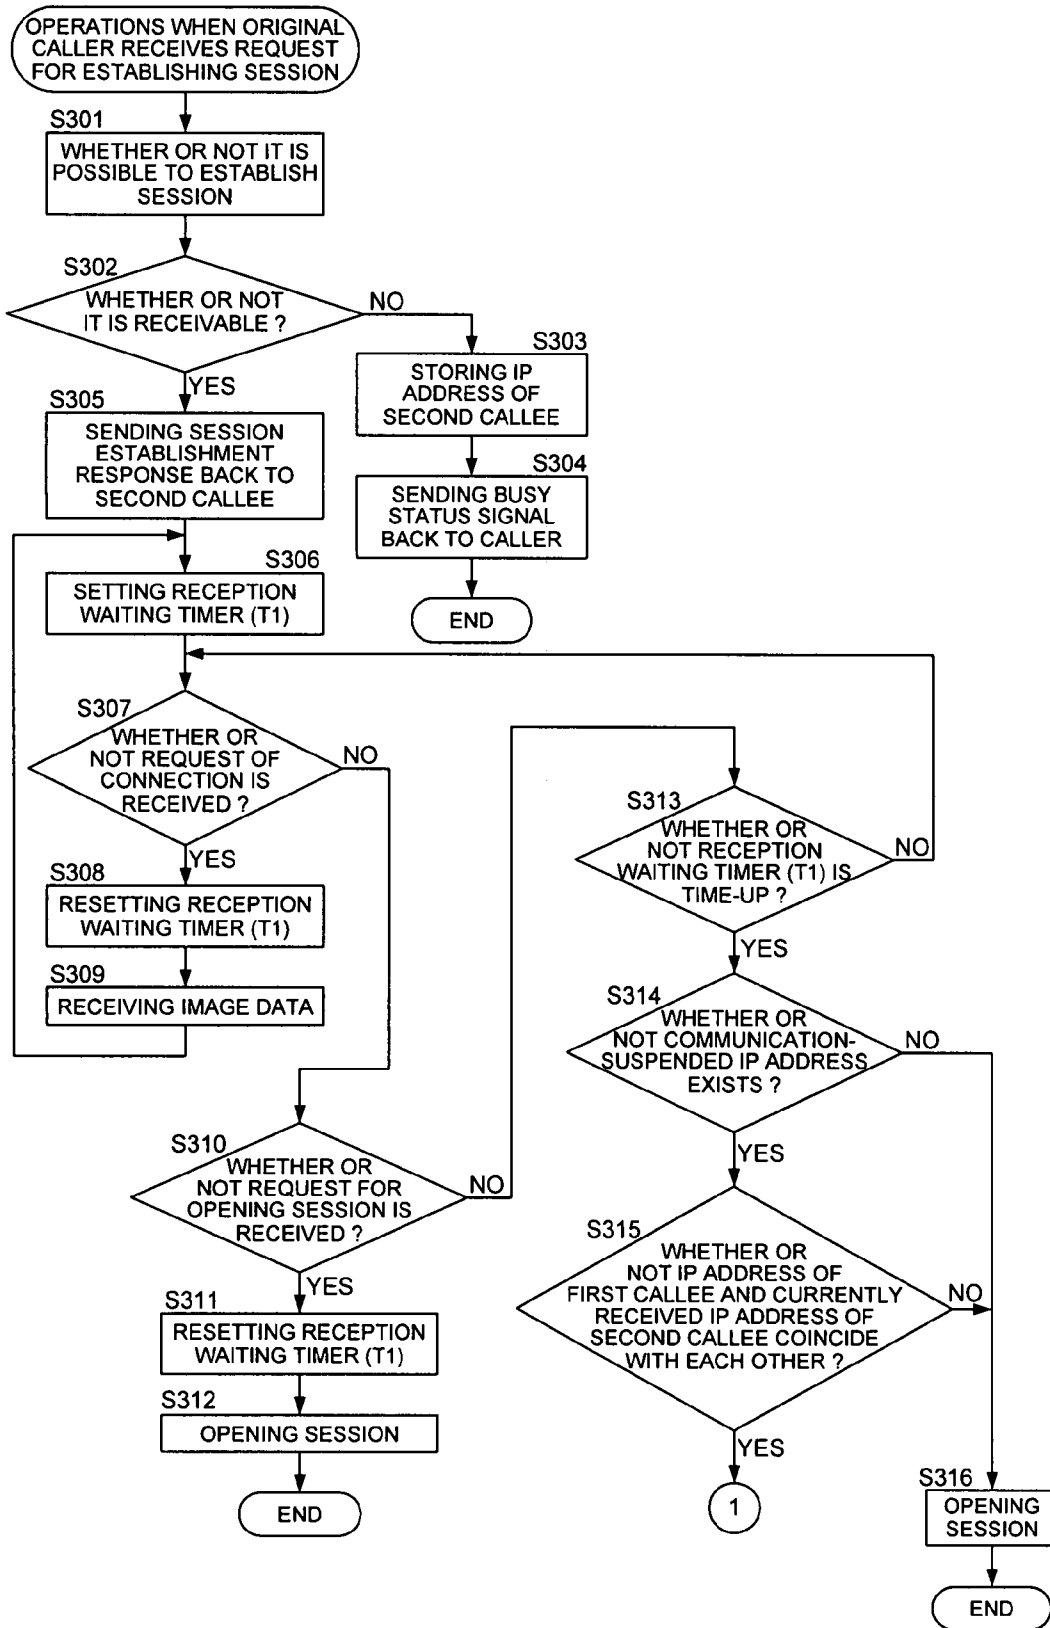 OPERATIONS WHEN ORIGINAL
CALLER RECEIVES REQUEST
FOR ESTABLISHING SESSION
S301
WHETHER OR NOT IT IS
POSSIBLE TO ESTABLISH
SESSION
S302
WHETHER OR NOT
IT IS RECEIVABLE ?
NO
YES
S303
STORING IP
ADDRESS OF
SECOND CALLEE
S304
SENDING BUSY
STATUS SIGNAL
BACK TO CALLER
END
S305
SENDING SESSION
ESTABLISHMENT
RESPONSE BACK TO
SECOND CALLEE
S306
SETTING RECEPTION
WAITING TIMER (T1)
S307
WHETHER OR
NOT REQUEST OF
CONNECTION IS
RECEIVED ?
NO
YES
S308
RESETTING RECEPTION
WAITING TIMER (T1)
S309
RECEIVING IMAGE DATA
S310
WHETHER OR
NOT REQUEST FOR
OPENING SESSION IS
RECEIVED ?
NO
YES
S311
RESETTING RECEPTION
WAITING TIMER (T1)
S312
OPENING SESSION
END
S313
WHETHER OR
NOT RECEPTION
WAITING TIMER (T1) IS
TIME-UP ?
NO
YES
S314
WHETHER OR
NOT COMMUNICATION-
SUSPENDED IP ADDRESS
EXISTS ?
NO
YES
S315
WHETHER OR
NOT IP ADDRESS OF
FIRST CALLEE AND CURRENTLY
RECEIVED IP ADDRESS OF
SECOND CALLEE COINCIDE
WITH EACH OTHER ?
NO
YES
1
S316
OPENING
SESSION
END